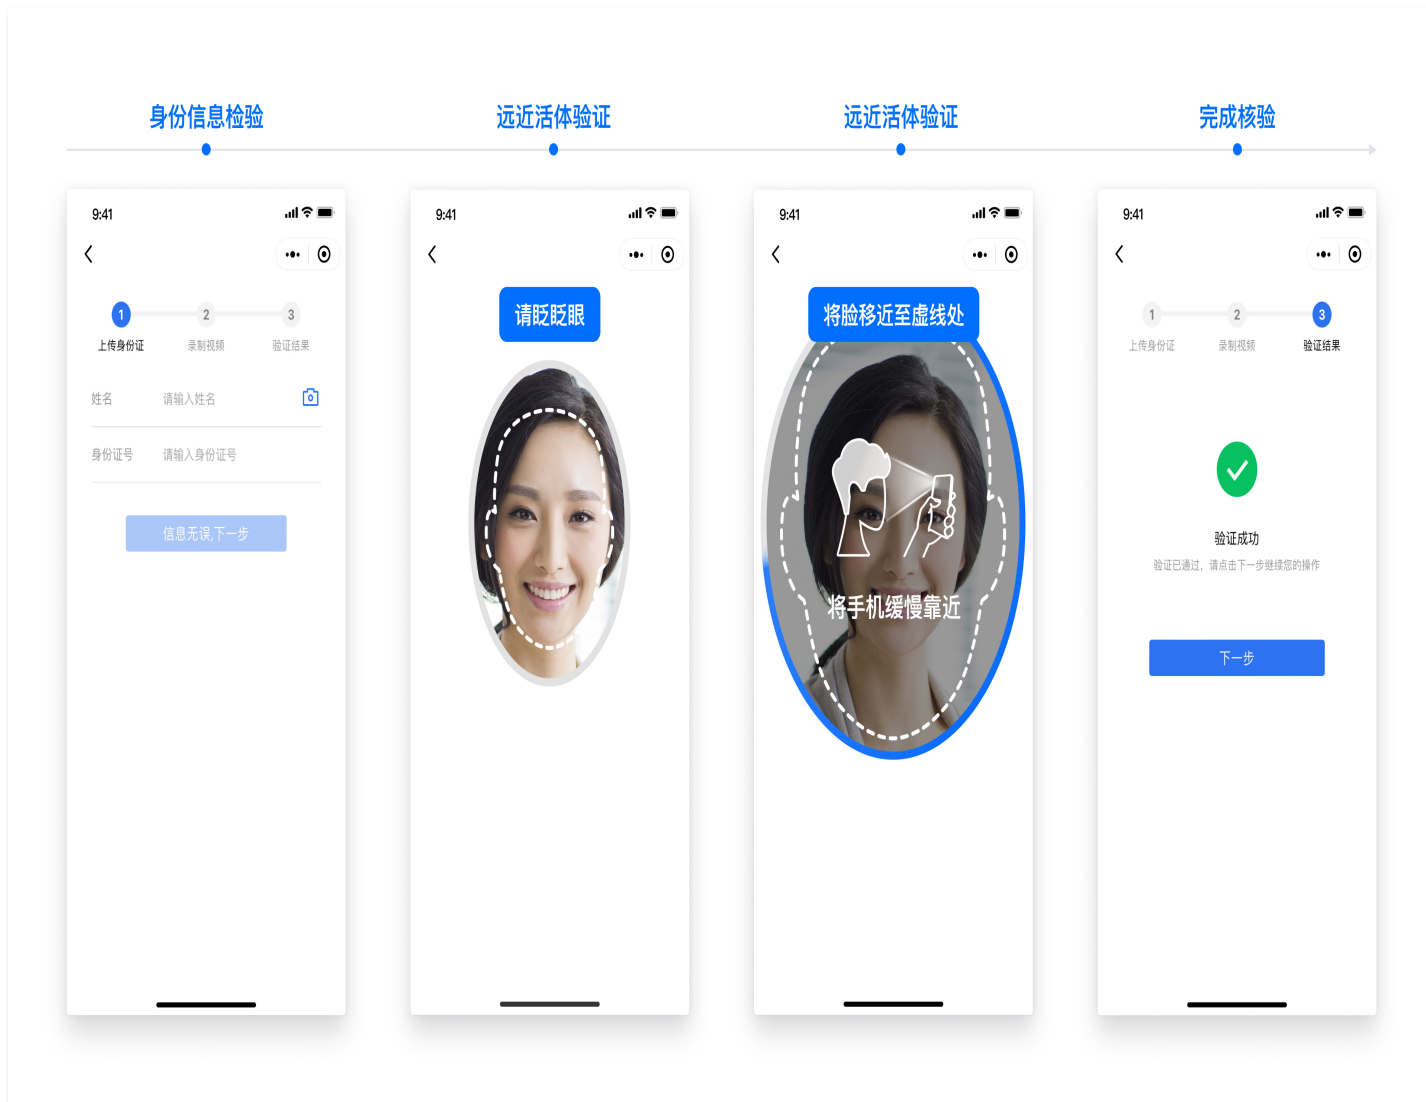 身份信息检验
远近活体验证
远近活体验证
完成核验
9:41
1
2
3
上传身份证
录制视频
验证结果
姓名
请输入姓名
身份证号
请输入身份证号
信息无误,下一步
9:41
请眨眨眼
9:41
将脸移近至虚线处
将手机缓慢靠近
9:41
1
2
3
上传身份证
录制视频
验证结果
验证成功
验证已通过，请点击下一步继续您的操作
下一步